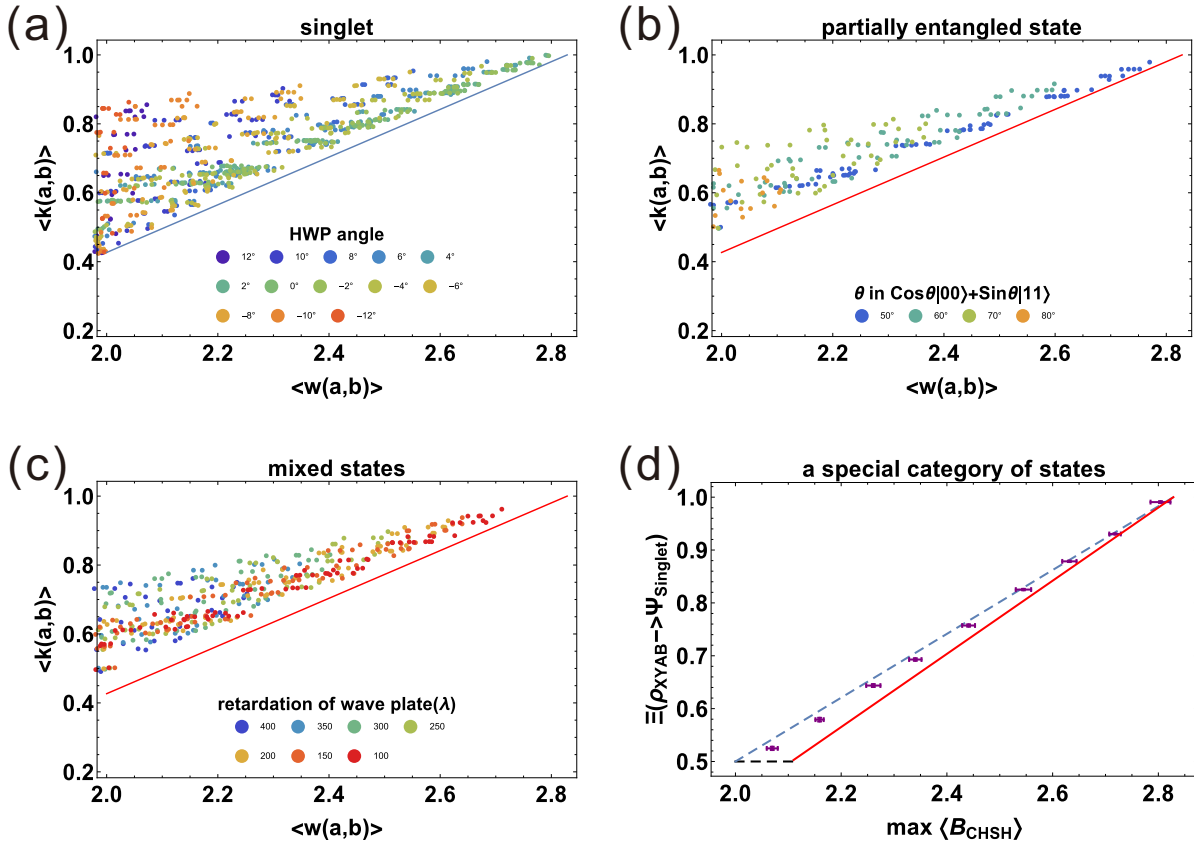 (a)
singlet
1.0
0.8
0.6
0.4
0.2
<k(a,b)>
HWP angle
12° 10° 8° 6° 4°
2° 0° −2° −4° −6°
−8° −10° −12°
2.0 2.2 2.4 2.6 2.8
<w(a,b)>
(b)
partially entangled state
1.0
0.8
0.6
0.4
0.2
<k(a,b)>
θ in Cosθ|00⟩+Sinθ|11⟩
50° 60° 70° 80°
2.0 2.2 2.4 2.6 2.8
<w(a,b)>
(c)
mixed states
1.0
0.8
0.6
0.4
0.2
<k(a,b)>
retardation of wave plate(λ)
400 350 300 250
200 150 100
2.0 2.2 2.4 2.6 2.8
<w(a,b)>
(d)
a special category of states
1.0
0.9
0.8
0.7
0.6
0.5
Ξ(ρXYAB−>ΨSinglet)
2.0 2.2 2.4 2.6 2.8
max ⟨BCHSH⟩